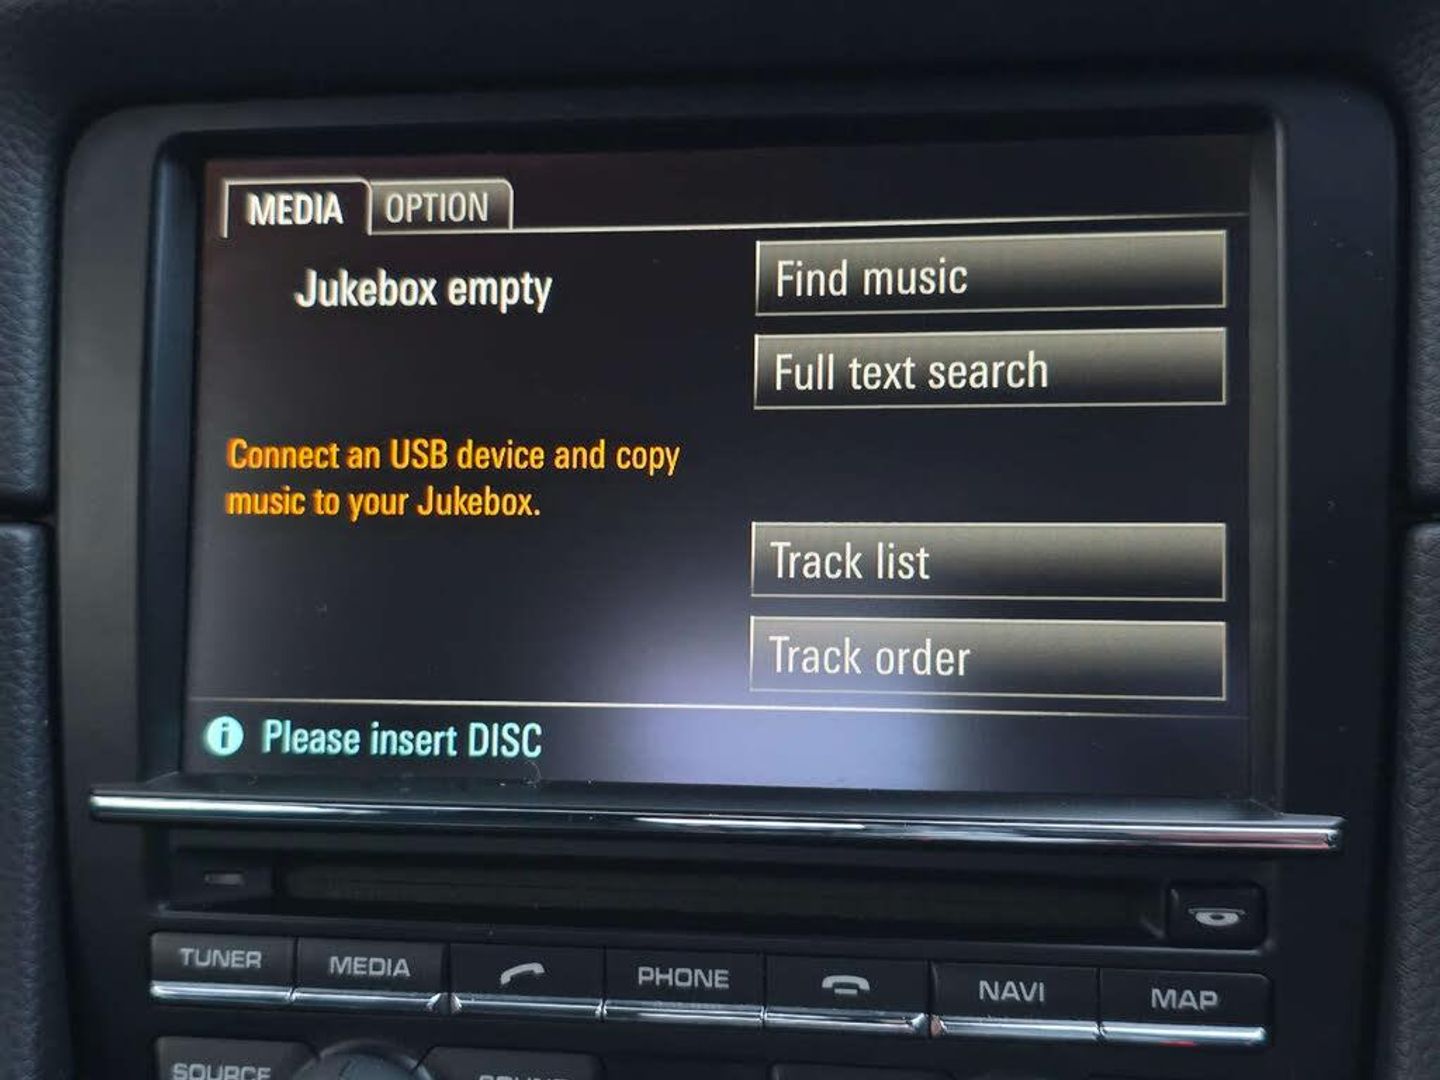 MEDIA OPTION
Jukebox empty
Find music
Full text search
Connect an USB device and copy
music to your Jukebox.
Track list
Track order
i Please insert DISC
TUNER MEDIA PHONE NAVI MAP
SOURCE